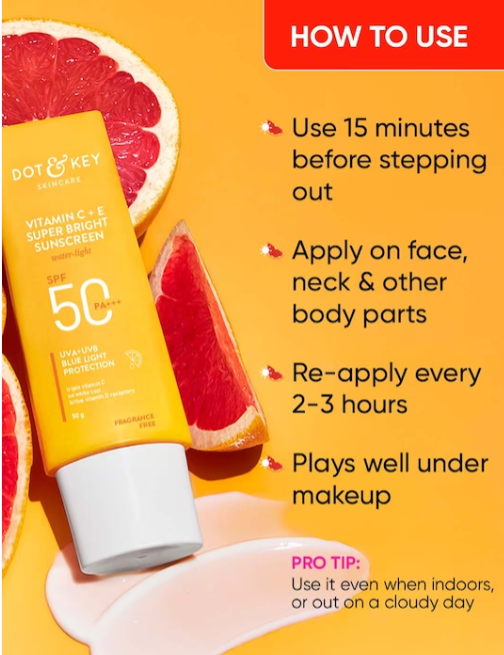 HOW TO USE
DOT & KEY
SKINCARE
VITAMIN C + E
SUPER BRIGHT
SUNSCREEN
water-light
SPF
50 PA+++
UVA+UVB
BLUE LIGHT
PROTECTION
triple vitamin C
50 g
FRAGRANCE
FREE
Use 15 minutes
before stepping
out
Apply on face,
neck & other
body parts
Re-apply every
2-3 hours
Plays well under
makeup
PRO TIP:
Use it even when indoors,
or out on a cloudy day